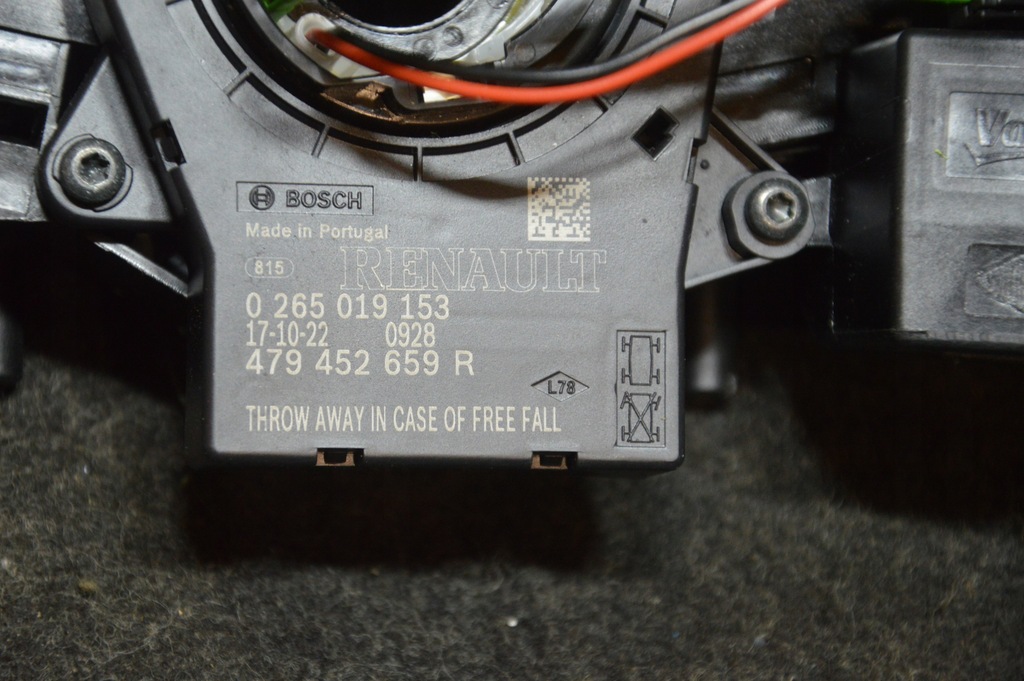 BOSCH
Made in Portugal
815 RENAULT
0 265 019 153
17-10-22 0928
479 452 659 R
L78
THROW AWAY IN CASE OF FREE FALL